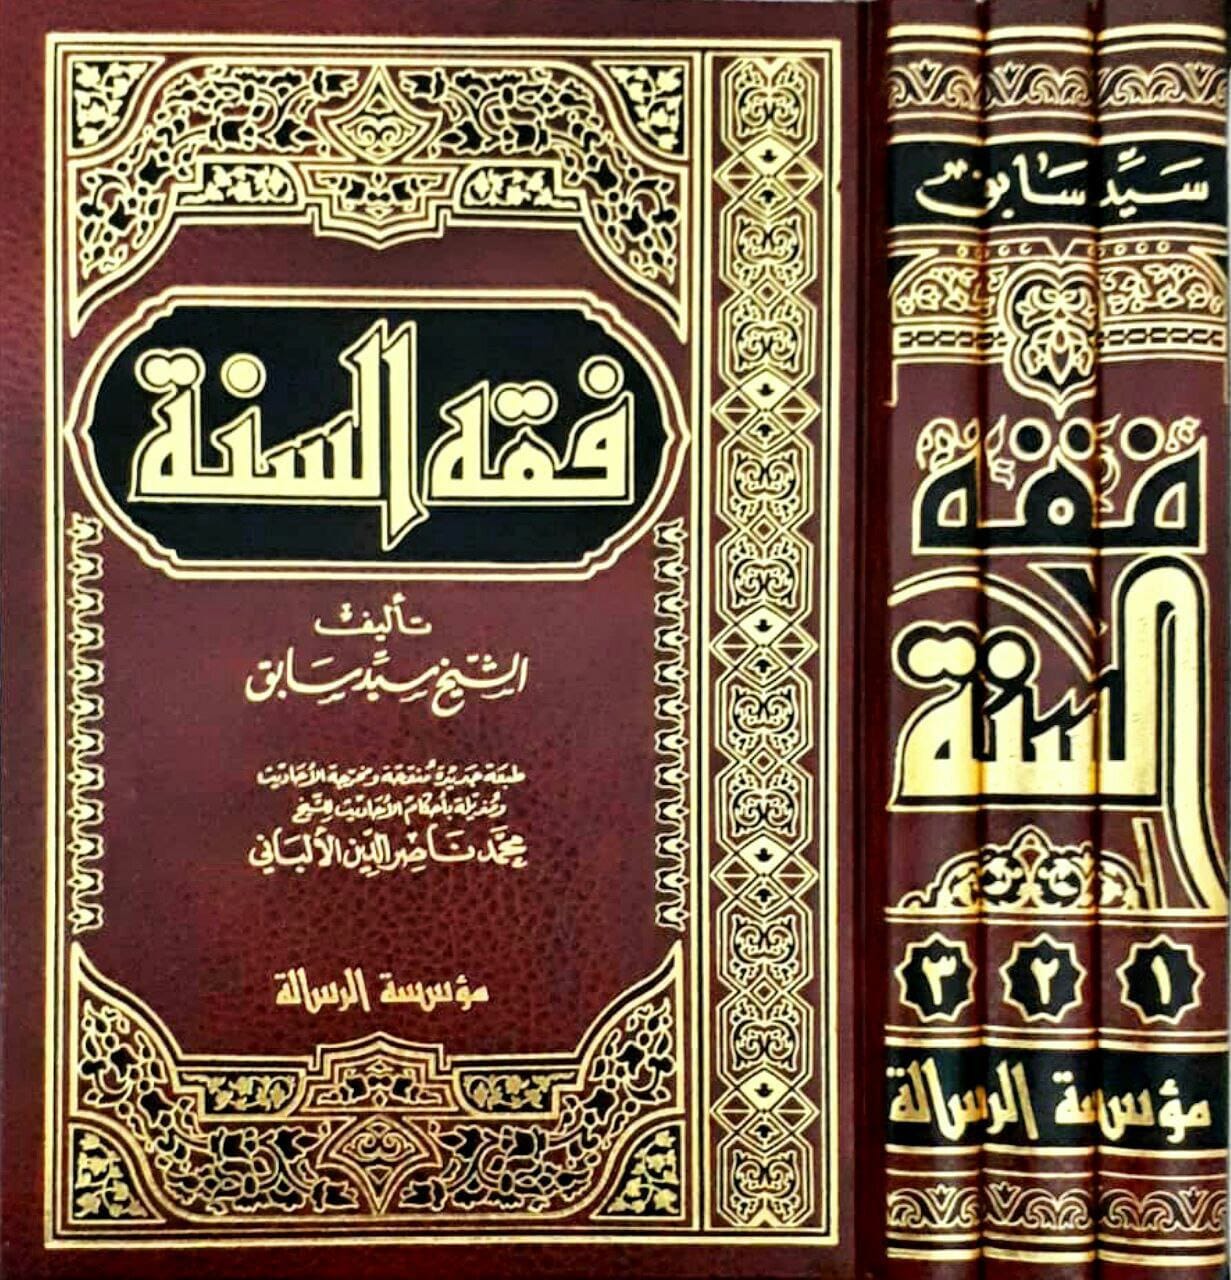 فقه السنة
تأليف
الشيخ سيد سابق
طبعة جديدة منقحة ومخرجة الأحاديث
ومذيلة بأحكام الأحاديث للشيخ
محمد ناصر الدين الألباني
مؤسسة الرسالة
سيد سابق
فقه
السنة
١ ٢ ٣
مؤسسة الرسالة